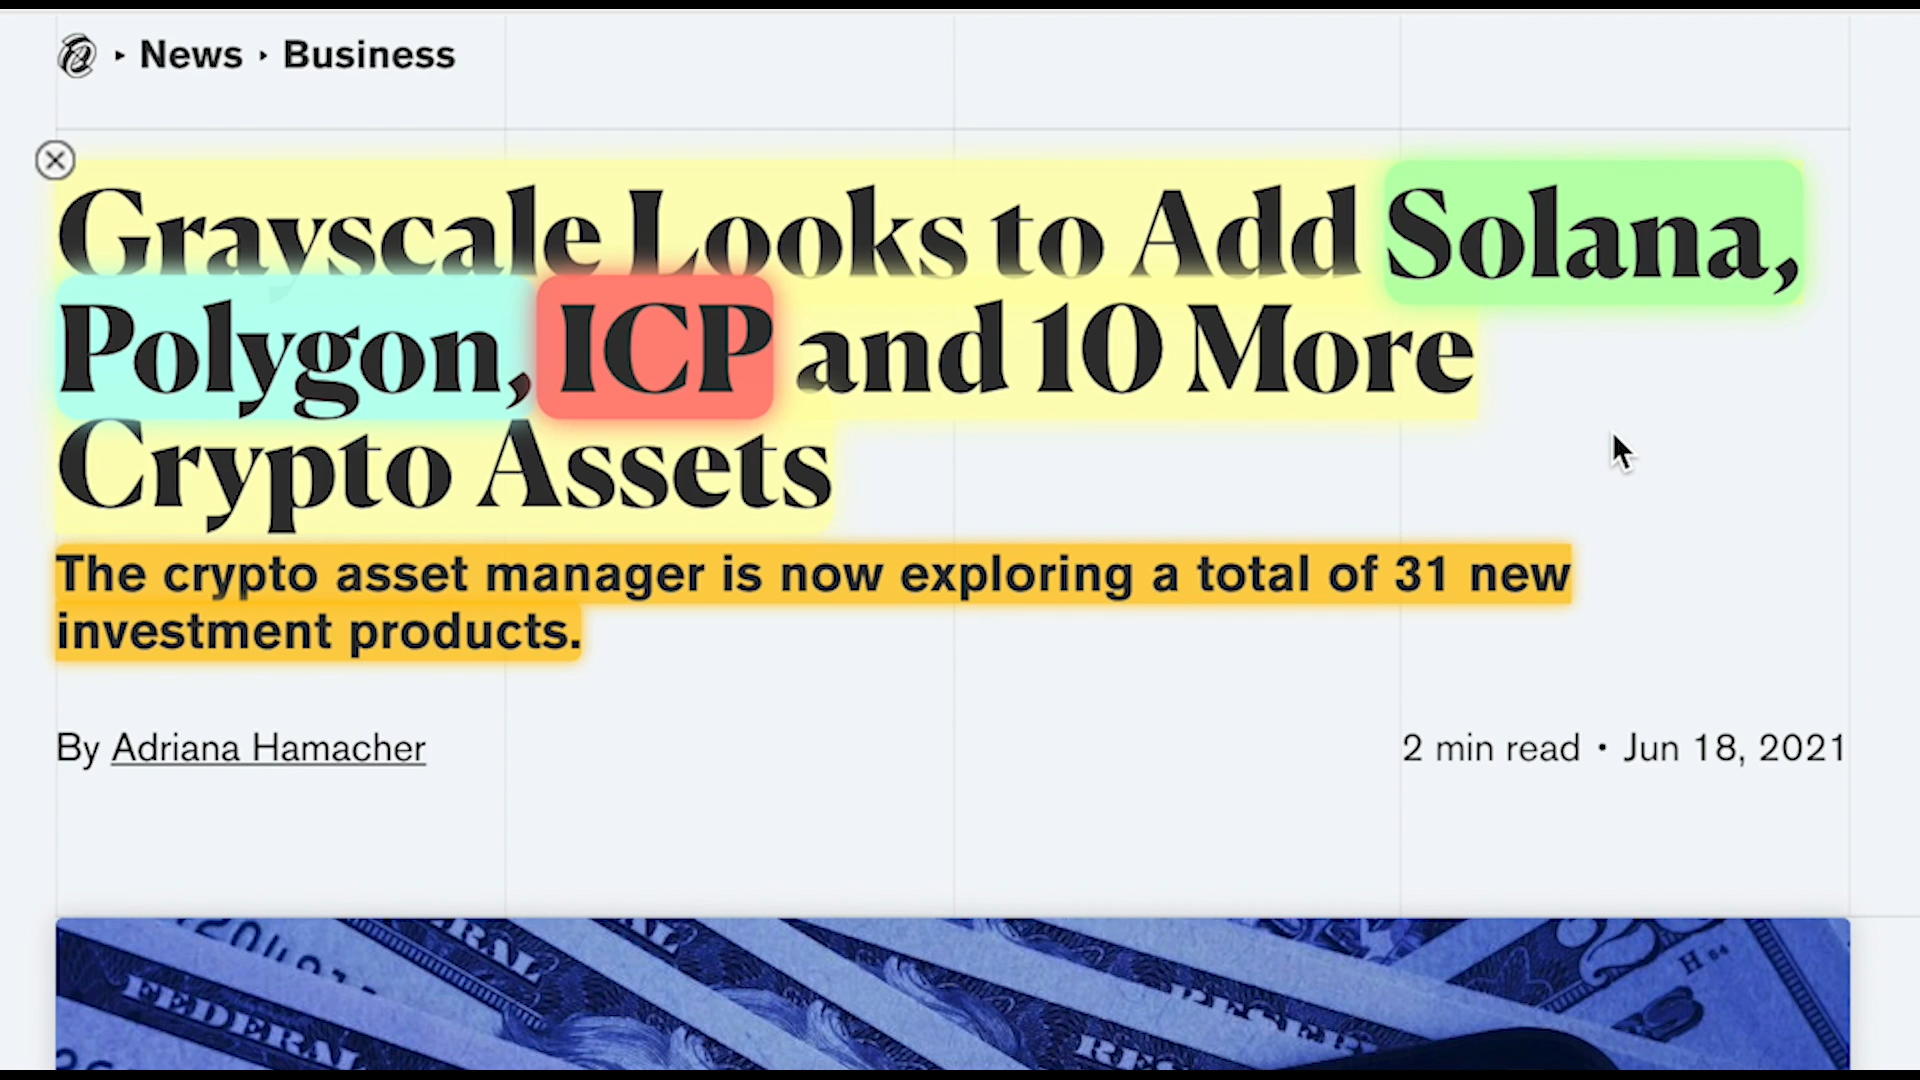 News ‣ Business
Grayscale Looks to Add Solana,
Polygon, ICP and 10 More
Crypto Assets
The crypto asset manager is now exploring a total of 31 new
investment products.
By Adriana Hamacher
2 min read • Jun 18, 2021
FEDERAL